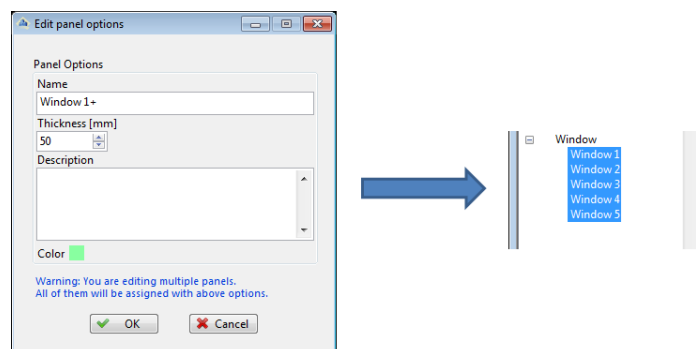 Edit panel options
Panel Options
Name
Window 1+
Thickness [mm]
50
Description
Color
Warning: You are editing multiple panels.
All of them will be assigned with above options.
OK Cancel
Window
Window 1
Window 2
Window 3
Window 4
Window 5